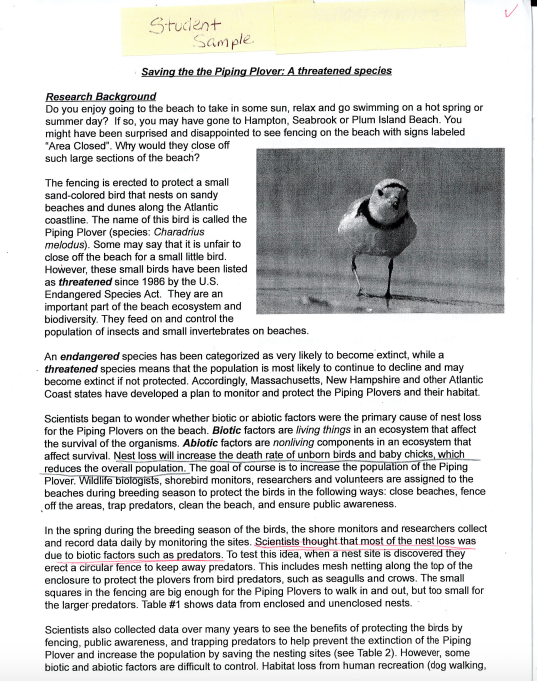 Student
Sample
Saving the the Piping Plover: A threatened species
Research Background
Do you enjoy going to the beach to take in some sun, relax and go swimming on a hot spring or
summer day? If so, you may have gone to Hampton, Seabrook or Plum Island Beach. You
might have been surprised and disappointed to see fencing on the beach with signs labeled
"Area Closed". Why would they close off
such large sections of the beach?
The fencing is erected to protect a small
sand-colored bird that nests on sandy
beaches and dunes along the Atlantic
coastline. The name of this bird is called the
Piping Plover (species: Charadrius
melodus). Some may say that it is unfair to
close off the beach for a small little bird.
However, these small birds have been listed
as threatened since 1986 by the U.S.
Endangered Species Act. They are an
important part of the beach ecosystem and
biodiversity. They feed on and control the
population of insects and small invertebrates on beaches.
An endangered species has been categorized as very likely to become extinct, while a
threatened species means that the population is most likely to continue to decline and may
become extinct if not protected. Accordingly, Massachusetts, New Hampshire and other Atlantic
Coast states have developed a plan to monitor and protect the Piping Plovers and their habitat.
Scientists began to wonder whether biotic or abiotic factors were the primary cause of nest loss
for the Piping Plovers on the beach. Biotic factors are living things in an ecosystem that affect
the survival of the organisms. Abiotic factors are nonliving components in an ecosystem that
affect survival. Nest loss will increase the death rate of unborn birds and baby chicks, which
reduces the overall population. The goal of course is to increase the population of the Piping
Plover. Wildlife biologists, shorebird monitors, researchers and volunteers are assigned to the
beaches during breeding season to protect the birds in the following ways: close beaches, fence
off the areas, trap predators, clean the beach, and ensure public awareness.
In the spring during the breeding season of the birds, the shore monitors and researchers collect
and record data daily by monitoring the sites. Scientists thought that most of the nest loss was
due to biotic factors such as predators. To test this idea, when a nest site is discovered they
erect a circular fence to keep away predators. This includes mesh netting along the top of the
enclosure to protect the plovers from bird predators, such as seagulls and crows. The small
squares in the fencing are big enough for the Piping Plovers to walk in and out, but too small for
the larger predators. Table #1 shows data from enclosed and unenclosed nests.
Scientists also collected data over many years to see the benefits of protecting the birds by
fencing, public awareness, and trapping predators to help prevent the extinction of the Piping
Plover and increase the population by saving the nesting sites (see Table 2). However, some
biotic and abiotic factors are difficult to control. Habitat loss from human recreation (dog walking,